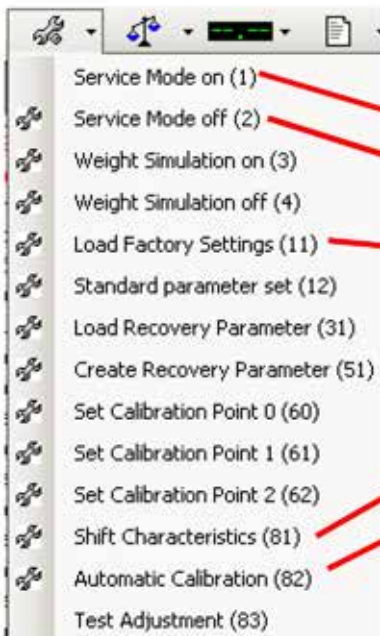 --.--
Service Mode on (1)
Service Mode off (2)
Weight Simulation on (3)
Weight Simulation off (4)
Load Factory Settings (11)
Standard parameter set (12)
Load Recovery Parameter (31)
Create Recovery Parameter (51)
Set Calibration Point 0 (60)
Set Calibration Point 1 (61)
Set Calibration Point 2 (62)
Shift Characteristics (81)
Automatic Calibration (82)
Test Adjustment (83)